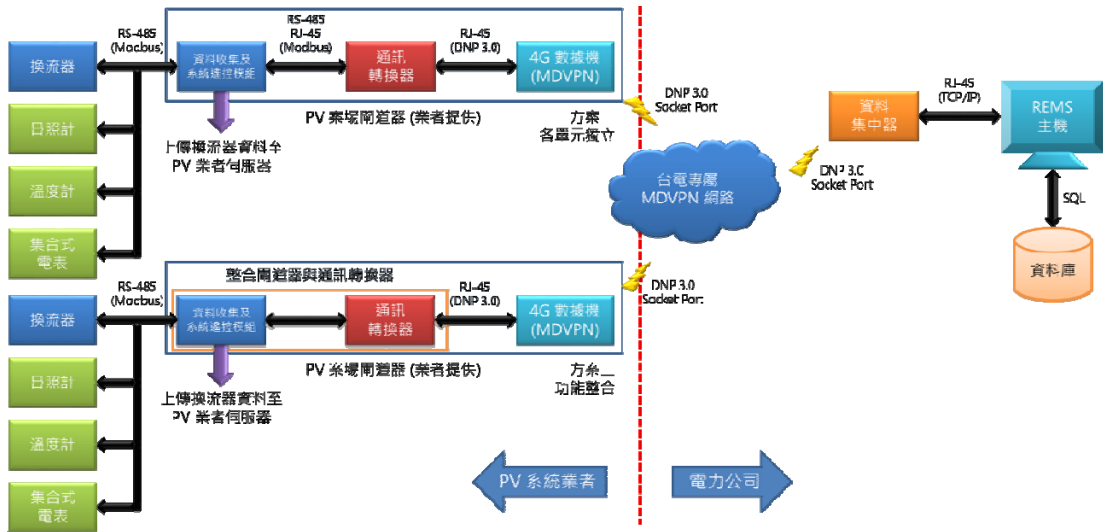 RS-485
(Modbus)
換流器
日照計
溫度計
集合式
電表
資料收集及
系統遙控模組
RS-485
RJ-45
(Modbus)
通訊
轉換器
RJ-45
(DNP 3.0)
4G 數據機
(MDVPN)
上傳換流器資料至
PV 業者伺服器
PV 案場閘道器 (業者提供)
方案一
各單元獨立
DNP 3.0
Socket Port
台電專屬
MDVPN 網路
DNP 3.0
Socket Port
資料
集中器
RJ-45
(TCP/IP)
REMS
主機
SQL
資料庫
RS-485
(Modbus)
換流器
日照計
溫度計
集合式
電表
整合閘道器與通訊轉換器
資料收集及
系統遙控模組
通訊
轉換器
RJ-45
(DNP 3.0)
4G 數據機
(MDVPN)
DNP 3.0
Socket Port
上傳換流器資料至
PV 業者伺服器
PV 案場閘道器 (業者提供)
方案二
功能整合
PV 系統業者
電力公司